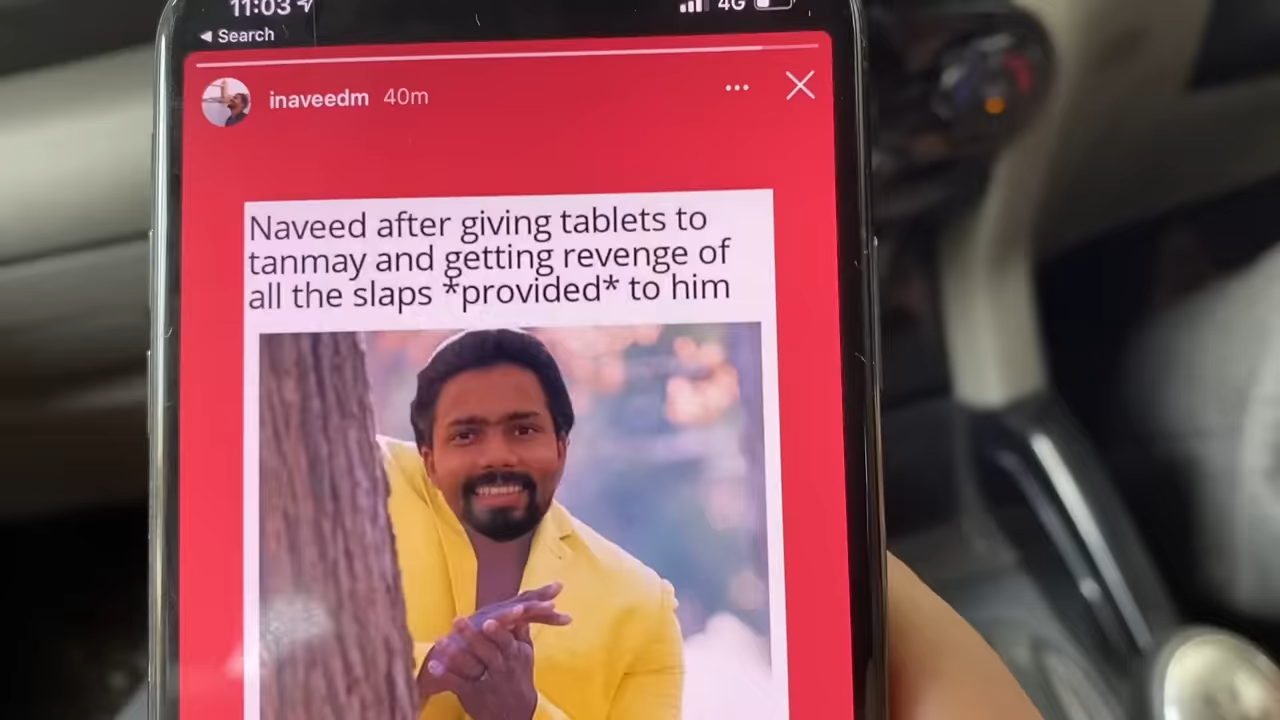 11:03
4G
◀ Search
inaveedm 40m
Naveed after giving tablets to
tanmay and getting revenge of
all the slaps *provided* to him